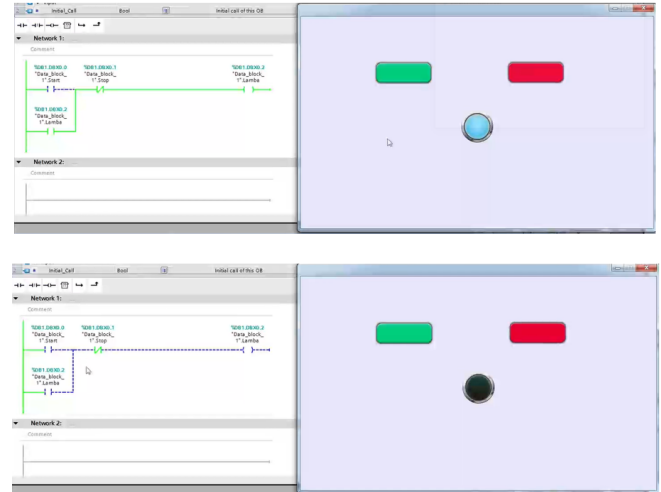 Initial_Call Bool Initial call of this OB
Network 1:
Comment
%DB1.DBX0.0 %DB1.DBX0.1 %DB1.DBX0.2
"Data_block_ "Data_block_ "Data_block_
1".Start 1".Stop 1".Lamba
%DB1.DBX0.2
"Data_block_
1".Lamba
Network 2:
Comment
Initial_Call Bool Initial call of this OB
Network 1:
Comment
%DB1.DBX0.0 %DB1.DBX0.1 %DB1.DBX0.2
"Data_block_ "Data_block_ "Data_block_
1".Start 1".Stop 1".Lamba
%DB1.DBX0.2
"Data_block_
1".Lamba
Network 2:
Comment